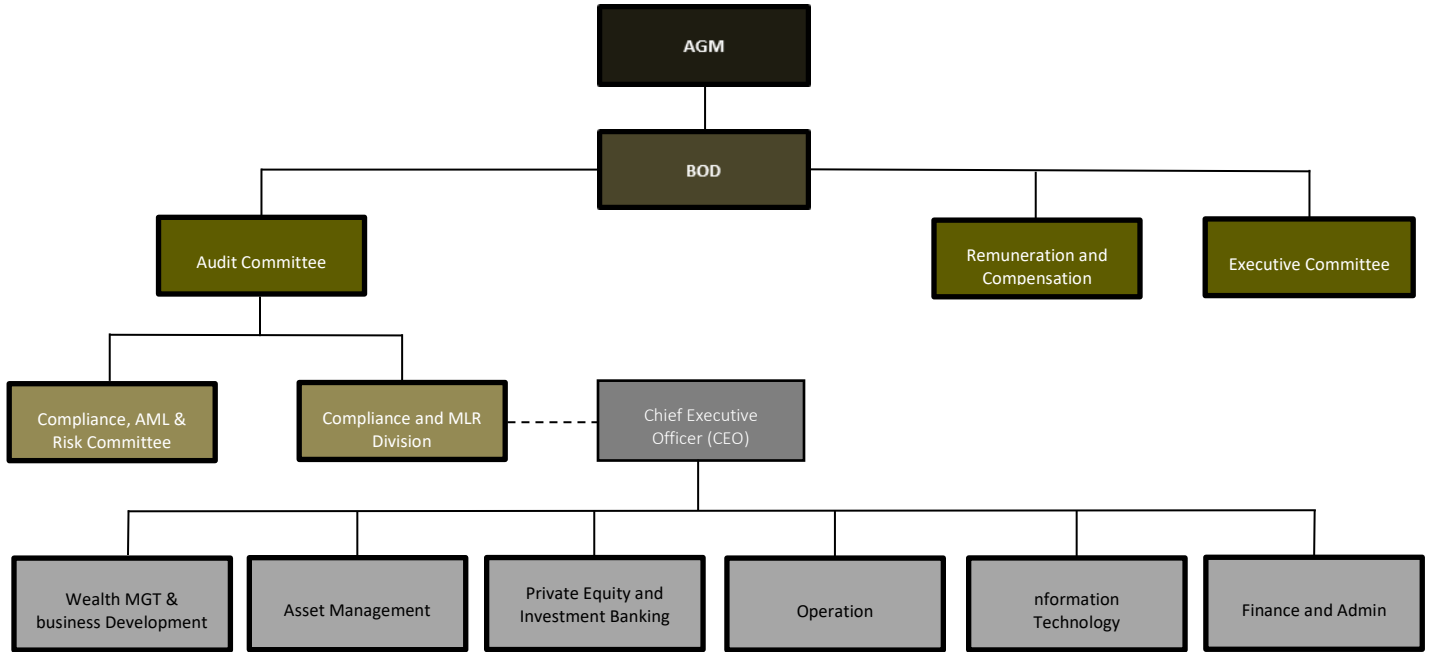 AGM
BOD
Audit Committee
Remuneration and
Compensation
Executive Committee
Compliance, AML &
Risk Committee
Compliance and MLR
Division
Chief Executive
Officer (CEO)
Wealth MGT &
business Development
Asset Management
Private Equity and
Investment Banking
Operation
nformation
Technology
Finance and Admin